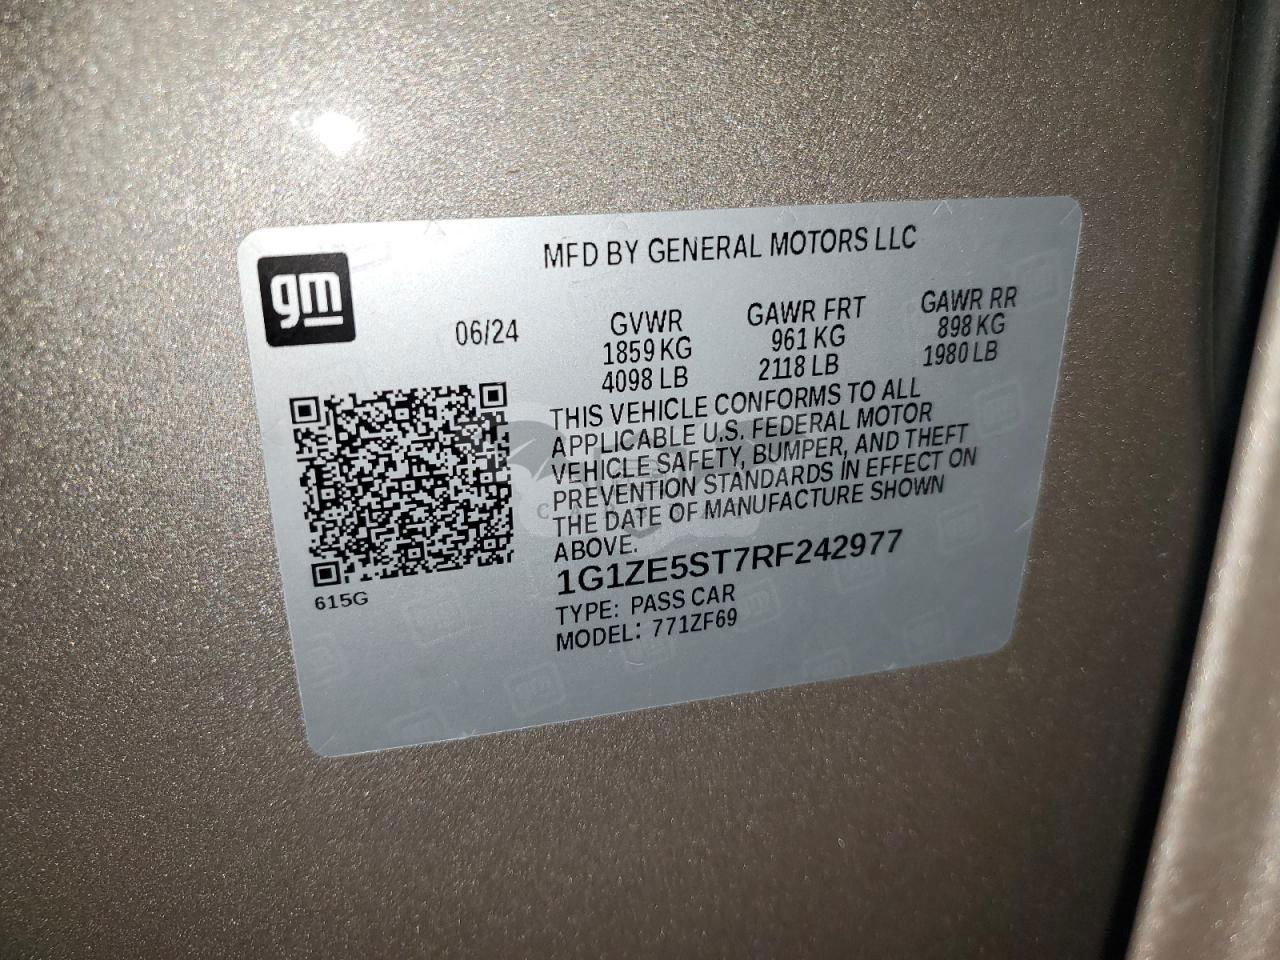 MFD BY GENERAL MOTORS LLC
gm
06/24
GVWR
1859 KG
4098 LB
GAWR FRT
961 KG
2118 LB
GAWR RR
898 KG
1980 LB
THIS VEHICLE CONFORMS TO ALL
APPLICABLE U.S. FEDERAL MOTOR
VEHICLE SAFETY, BUMPER, AND THEFT
PREVENTION STANDARDS IN EFFECT ON
THE DATE OF MANUFACTURE SHOWN
ABOVE.
1G1ZE5ST7RF242977
TYPE: PASS CAR
MODEL: 771ZF69
615G